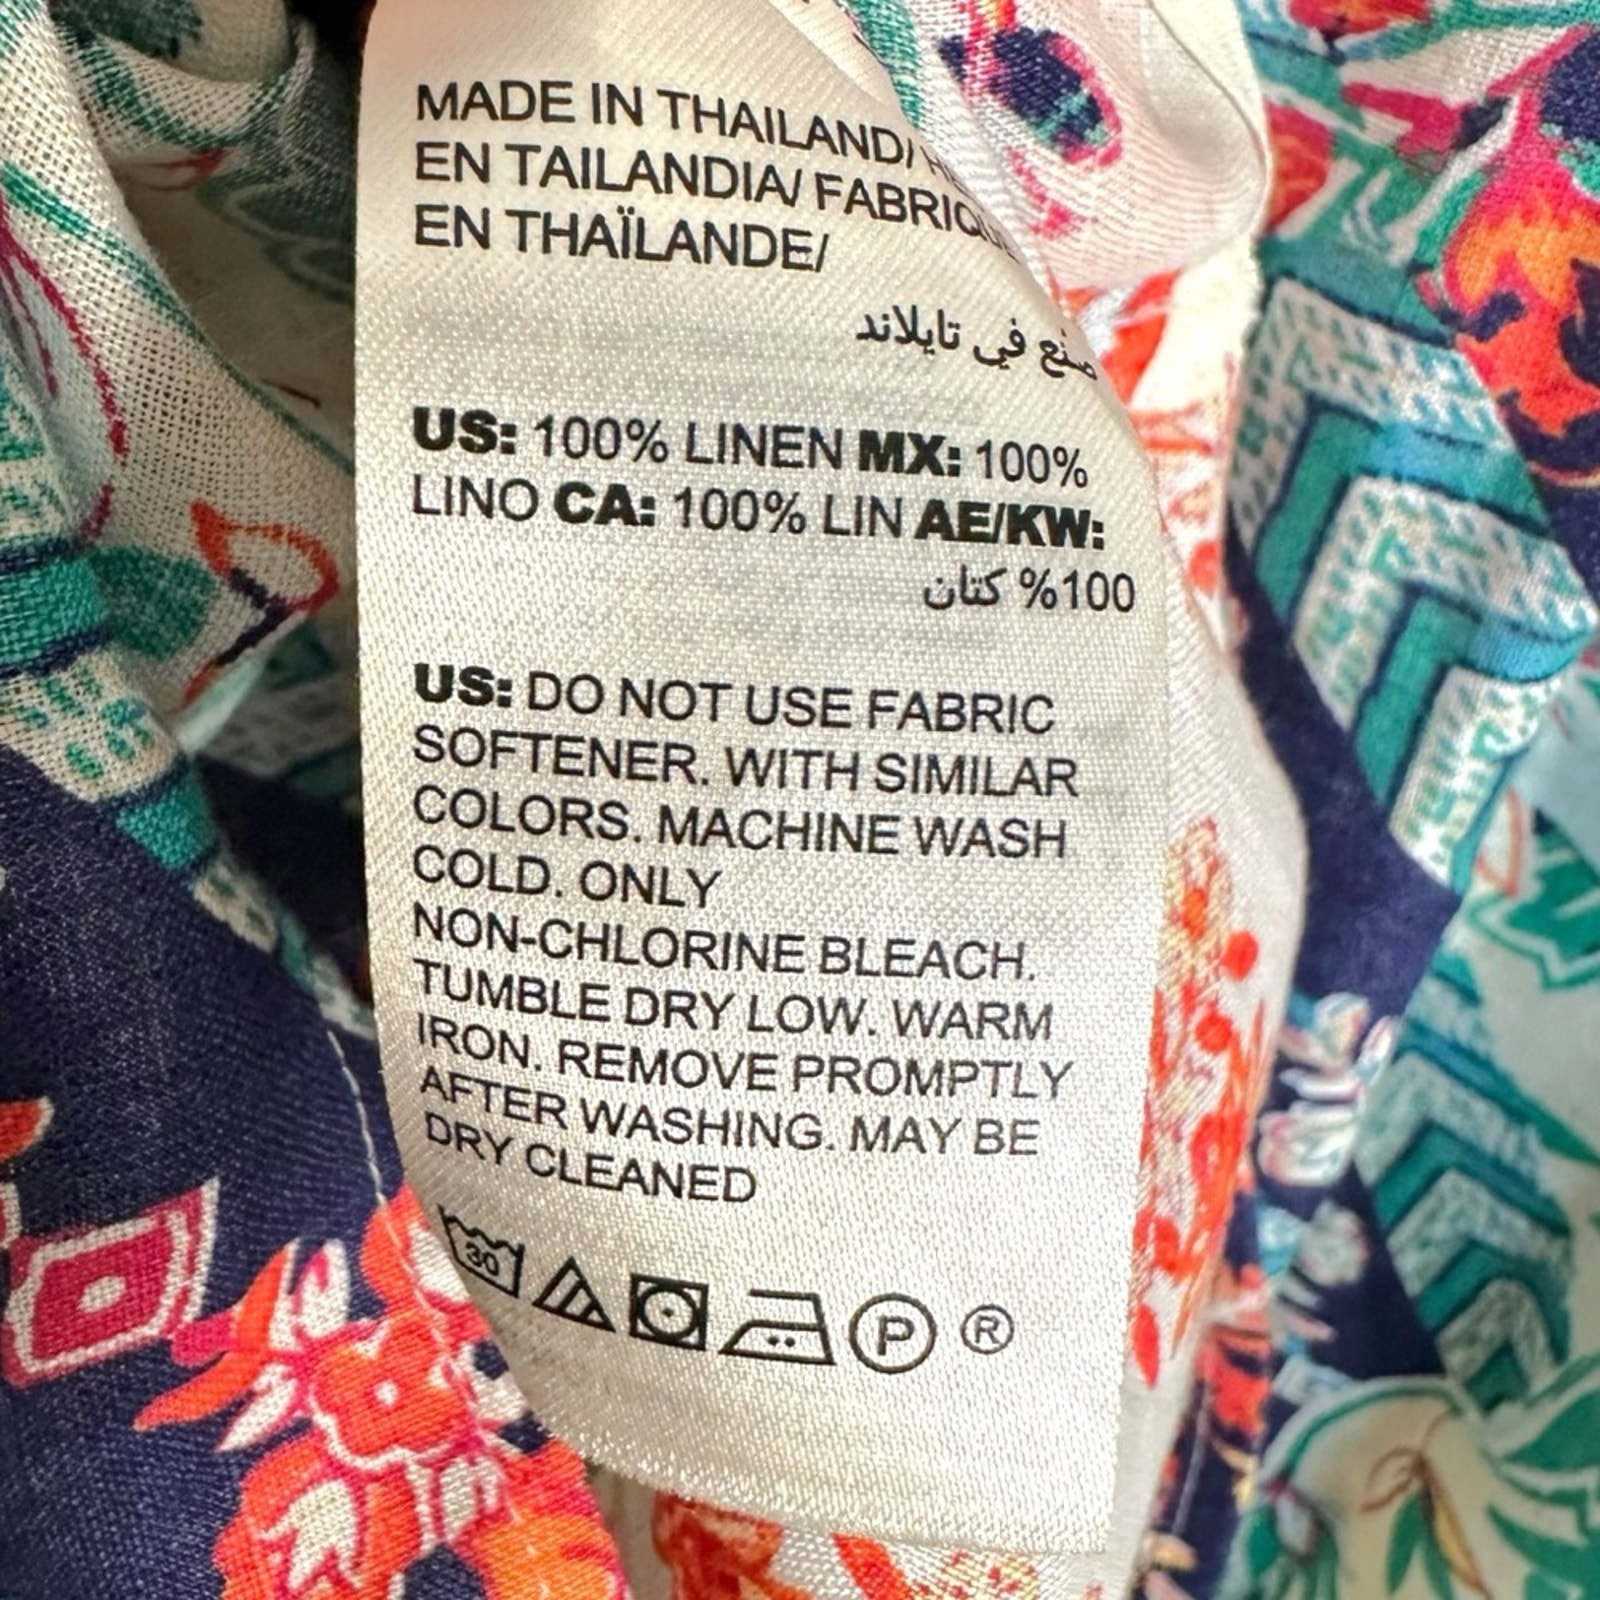 MADE IN THAILAND/
EN TAILANDIA/ FABRIQUÉ
EN THAÏLANDE/
صنع في تايلاند
US: 100% LINEN MX: 100%
LINO CA: 100% LIN AE/KW:
100% كتان
US: DO NOT USE FABRIC
SOFTENER. WITH SIMILAR
COLORS. MACHINE WASH
COLD. ONLY
NON-CHLORINE BLEACH.
TUMBLE DRY LOW. WARM
IRON. REMOVE PROMPTLY
AFTER WASHING. MAY BE
DRY CLEANED
30 P ®